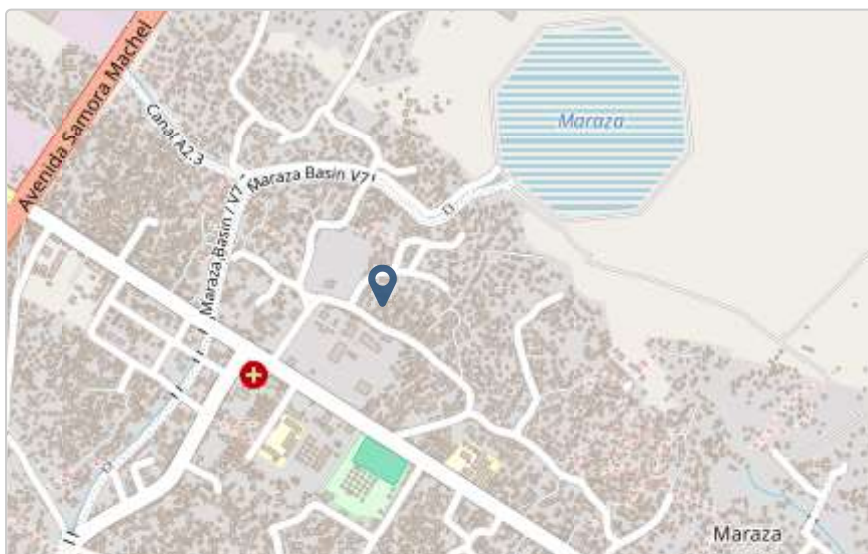 Avenida Samora Machel
Canal A2.3
Maraza Basin V7
Maraza Basin / V7
Maraza
Maraza